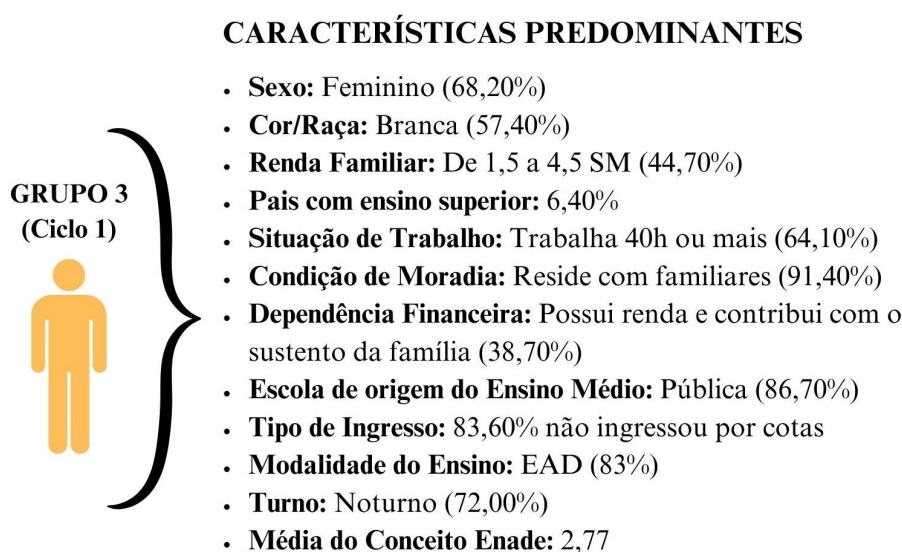 CARACTERÍSTICAS PREDOMINANTES
GRUPO 3
(Ciclo 1)
• Sexo: Feminino (68,20%)
• Cor/Raça: Branca (57,40%)
• Renda Familiar: De 1,5 a 4,5 SM (44,70%)
• Pais com ensino superior: 6,40%
• Situação de Trabalho: Trabalha 40h ou mais (64,10%)
• Condição de Moradia: Reside com familiares (91,40%)
• Dependência Financeira: Possui renda e contribui com o
sustento da família (38,70%)
• Escola de origem do Ensino Médio: Pública (86,70%)
• Tipo de Ingresso: 83,60% não ingressou por cotas
• Modalidade do Ensino: EAD (83%)
• Turno: Noturno (72,00%)
• Média do Conceito Enade: 2,77